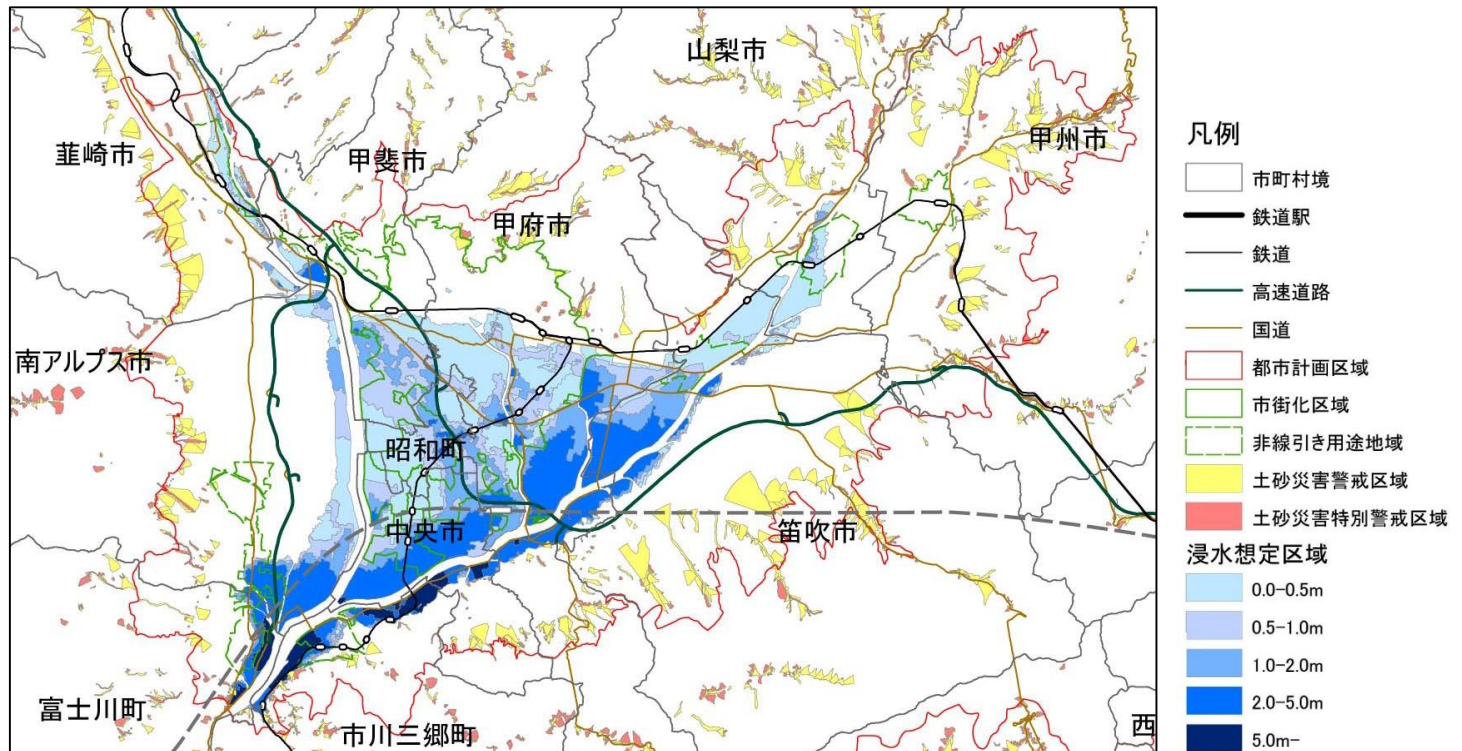 山梨市
韮崎市
甲斐市
甲州市
甲府市
南アルプス市
昭和町
中央市
笛吹市
富士川町
市川三郷町
西
凡例
市町村境
鉄道駅
鉄道
高速道路
国道
都市計画区域
市街化区域
非線引き用途地域
土砂災害警戒区域
土砂災害特別警戒区域
浸水想定区域
0.0-0.5m
0.5-1.0m
1.0-2.0m
2.0-5.0m
5.0m-